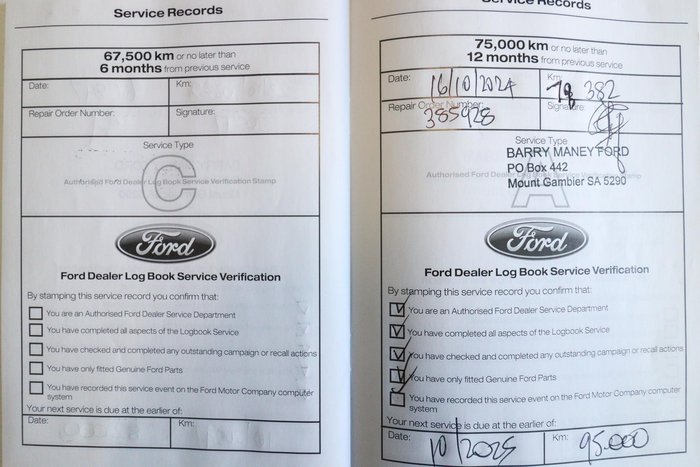 Service Records
67,500 km or no later than
6 months from previous service
Date:
Km:
Repair Order Number:
Signature:
Service Type
C
Authorised Ford Dealer Log Book Service Verification Stamp
Ford
Ford Dealer Log Book Service Verification
By stamping this service record you confirm that:
You are an Authorised Ford Dealer Service Department
You have completed all aspects of the Logbook Service
You have checked and completed any outstanding campaign or recall actions
You have only fitted Genuine Ford Parts
You have recorded this service event on the Ford Motor Company computer
system
Your next service is due at the earlier of:
Date:
Km:
Service Records
75,000 km or no later than
12 months from previous service
Date: 16/10/2024
Km: 78 382
Repair Order Number: 385928
Signature:
Service Type
BARRY MANEY FORD
PO Box 442
Authorised Ford Dealer Log Book Service Verification Stamp
A
Mount Gambier SA 5290
Ford
Ford Dealer Log Book Service Verification
By stamping this service record you confirm that:
You are an Authorised Ford Dealer Service Department
You have completed all aspects of the Logbook Service
You have checked and completed any outstanding campaign or recall actions
You have only fitted Genuine Ford Parts
You have recorded this service event on the Ford Motor Company computer
system
Your next service is due at the earlier of:
Date: 10/2025
Km: 95.000